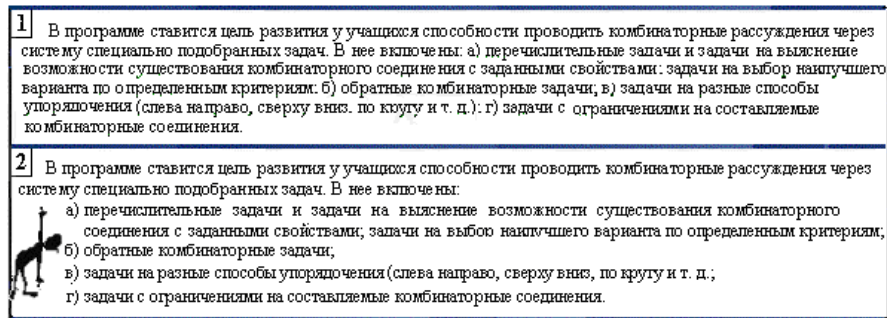 1
В программе ставится цель развития у учащихся способности проводить комбинаторные рассуждения через
систему специально подобранных задач. В нее включены: а) перечислительные задачи и задачи на выяснение
возможности существования комбинаторного соединения с заданными свойствами: задачи на выбор наилучшего
варианта по определенным критериям: б) обратные комбинаторные задачи; в) задачи на разные способы
упорядочения (слева направо, сверху вниз. по кругу и т. д.): г) задачи с ограничениями на составляемые
комбинаторные соединения.
2
В программе ставится цель развития у учащихся способности проводить комбинаторные рассуждения через
систему специально подобранных задач. В нее включены:
а) перечислительные задачи и задачи на выяснение возможности существования комбинаторного
соединения с заданными свойствами; задачи на выбор наилучшего варианта по определенным критериям;
б) обратные комбинаторные задачи;
в) задачи на разные способы упорядочения (слева направо, сверху вниз, по кругу и т. д.;
г) задачи с ограничениями на составляемые комбинаторные соединения.